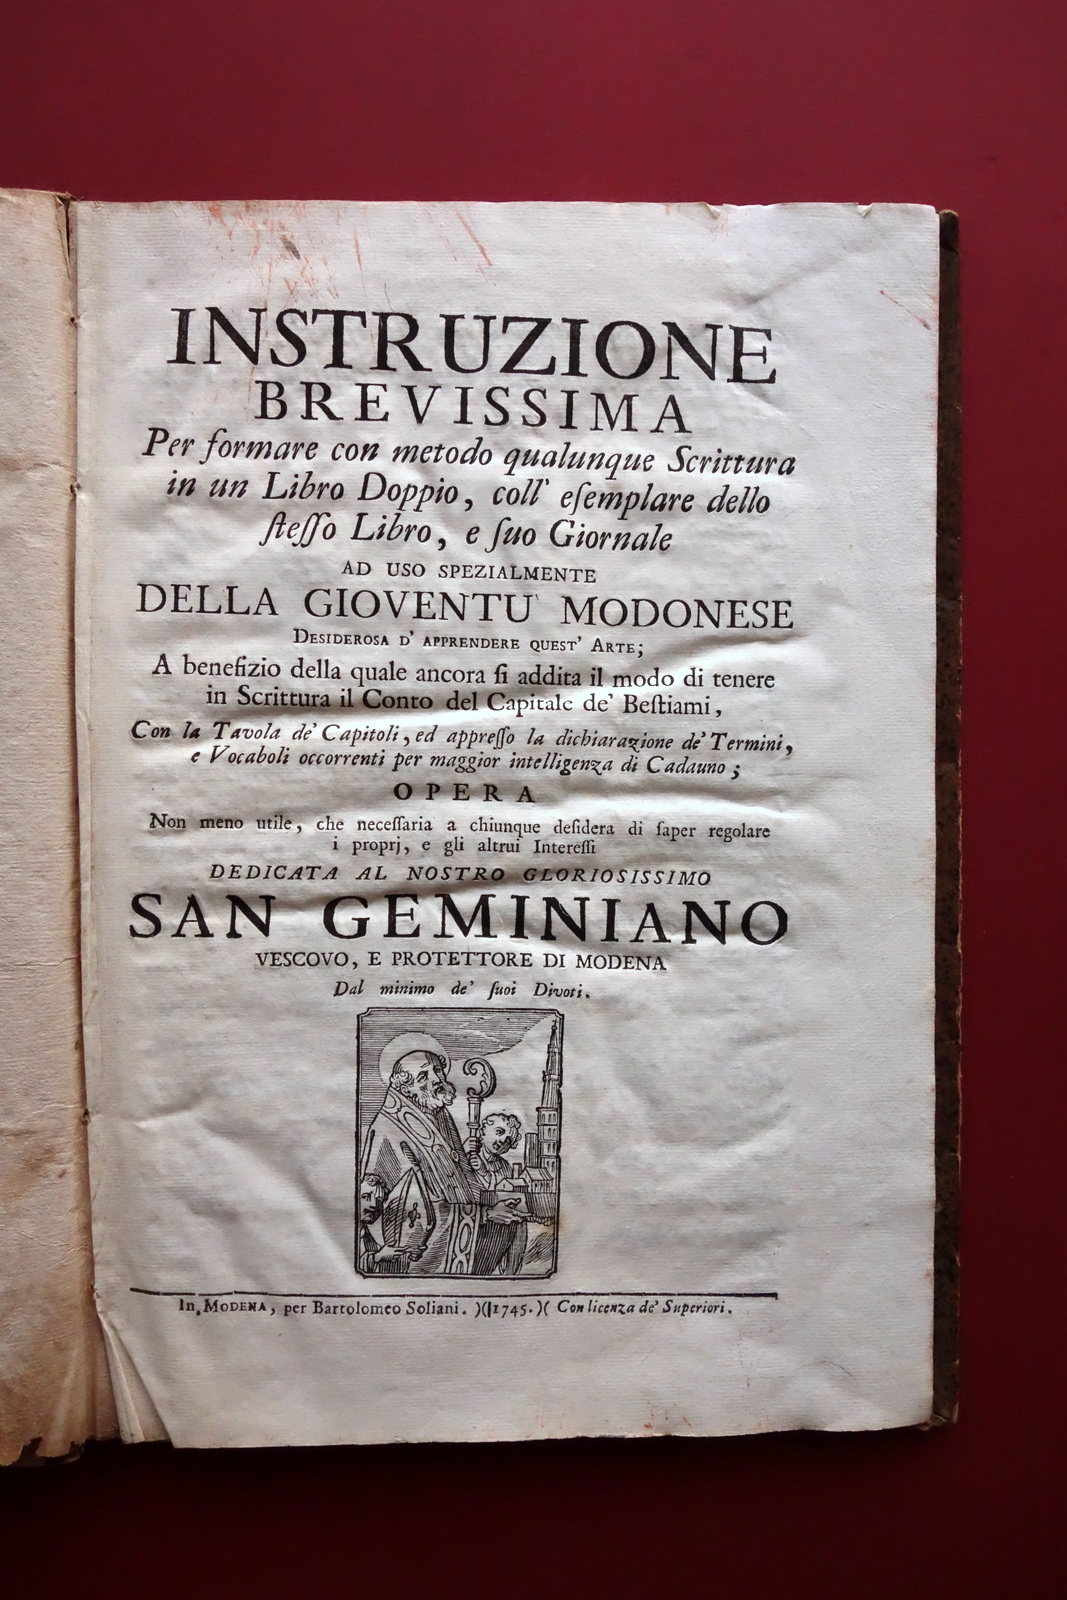 INSTRUZIONE
BREVISSIMA
Per formare con metodo qualunque Scrittura
in un Libro Doppio, coll' eſemplare dello
ſteſſo Libro, e ſuo Giornale
AD USO SPEZIALMENTE
DELLA GIOVENTU' MODONESE
DESIDEROSA D' APPRENDERE QUEST' ARTE;
A benefizio della quale ancora ſi addita il modo di tenere
in Scrittura il Conto del Capitale de' Beſtiami,
Con la Tavola de' Capitoli, ed appreſſo la dichiarazione de' Termini,
e Vocaboli occorrenti per maggior intelligenza di Cadauno;
OPERA
Non meno utile, che neceſſaria a chiunque deſidera di ſaper regolare
i proprj, e gli altrui Intereſſi
DEDICATA AL NOSTRO GLORIOSISSIMO
SAN GEMINIANO
VESCOVO, E PROTETTORE DI MODENA
Dal minimo de' ſuoi Divoti.
In MODENA, per Bartolomeo Soliani. )(1745.)( Con licenza de' Superiori.